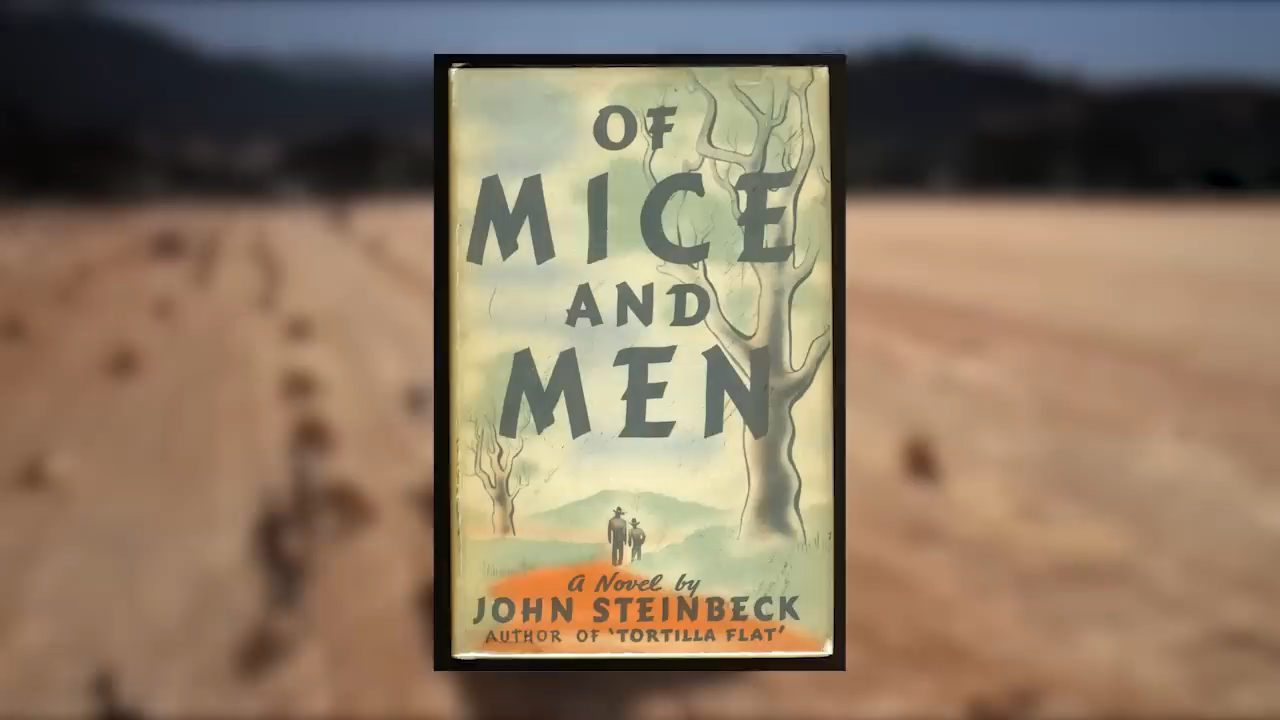 OF
MICE
AND
MEN
A Novel by
JOHN STEINBECK
AUTHOR OF 'TORTILLA FLAT'